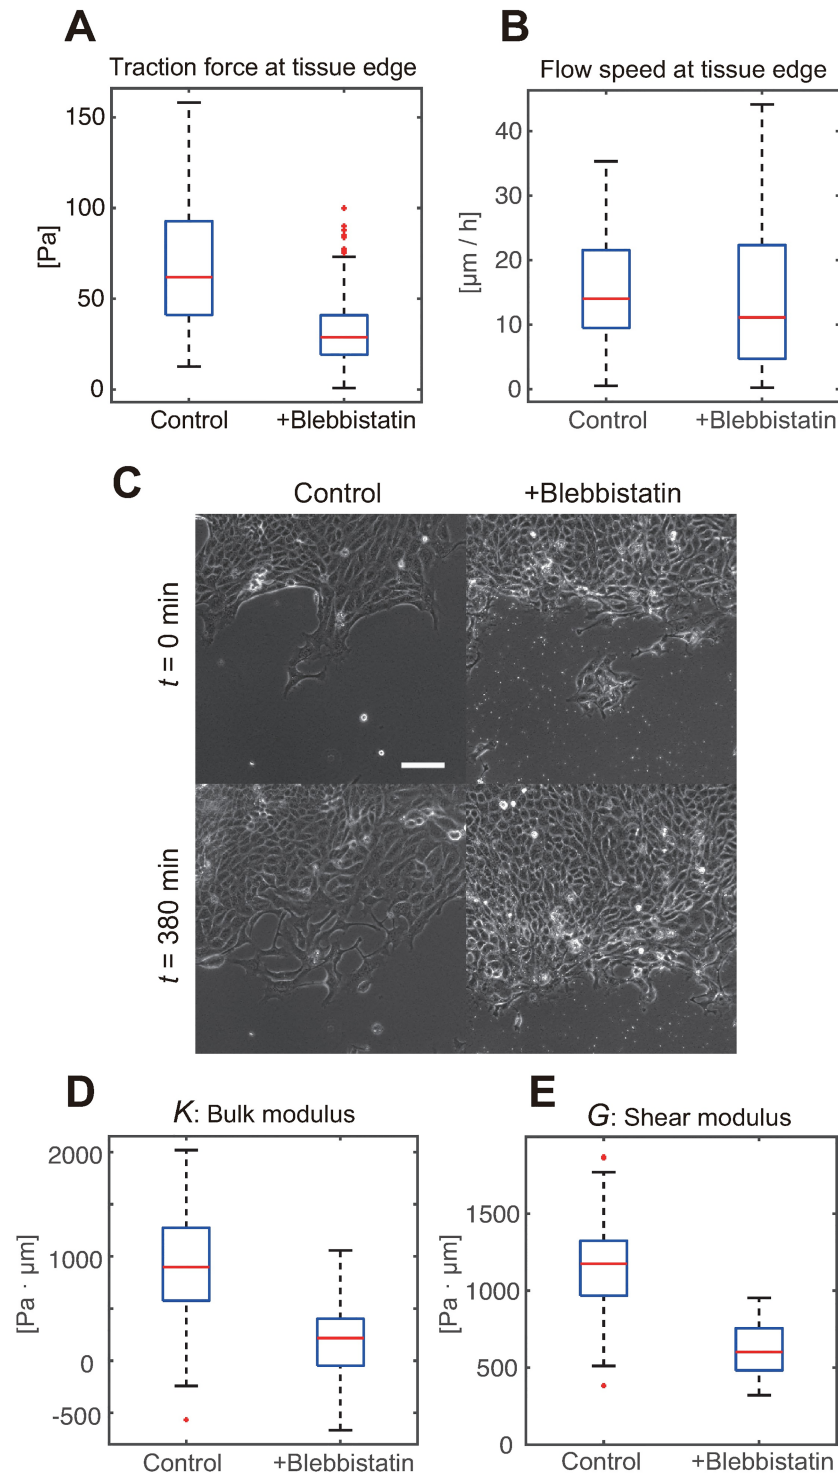 A
Traction force at tissue edge
[Pa]
150
100
50
0
Control
+Blebbistatin
B
Flow speed at tissue edge
[μm / h]
40
30
20
10
0
Control
+Blebbistatin
C
Control
+Blebbistatin
t = 0 min
t = 380 min
D
K: Bulk modulus
[Pa · μm]
2000
1000
0
-500
Control
+Blebbistatin
E
G: Shear modulus
[Pa · μm]
1500
1000
500
0
Control
+Blebbistatin